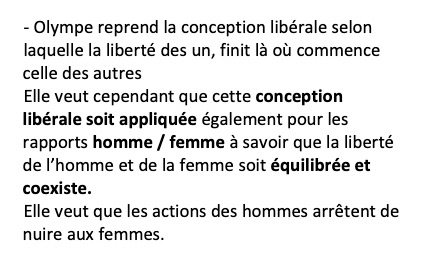 - Olympe reprend la conception libérale selon
laquelle la liberté des un, finit là où commence
celle des autres
Elle veut cependant que cette conception
libérale soit appliquée également pour les
rapports homme / femme à savoir que la liberté
de l’homme et de la femme soit équilibrée et
coexiste.
Elle veut que les actions des hommes arrêtent de
nuire aux femmes.